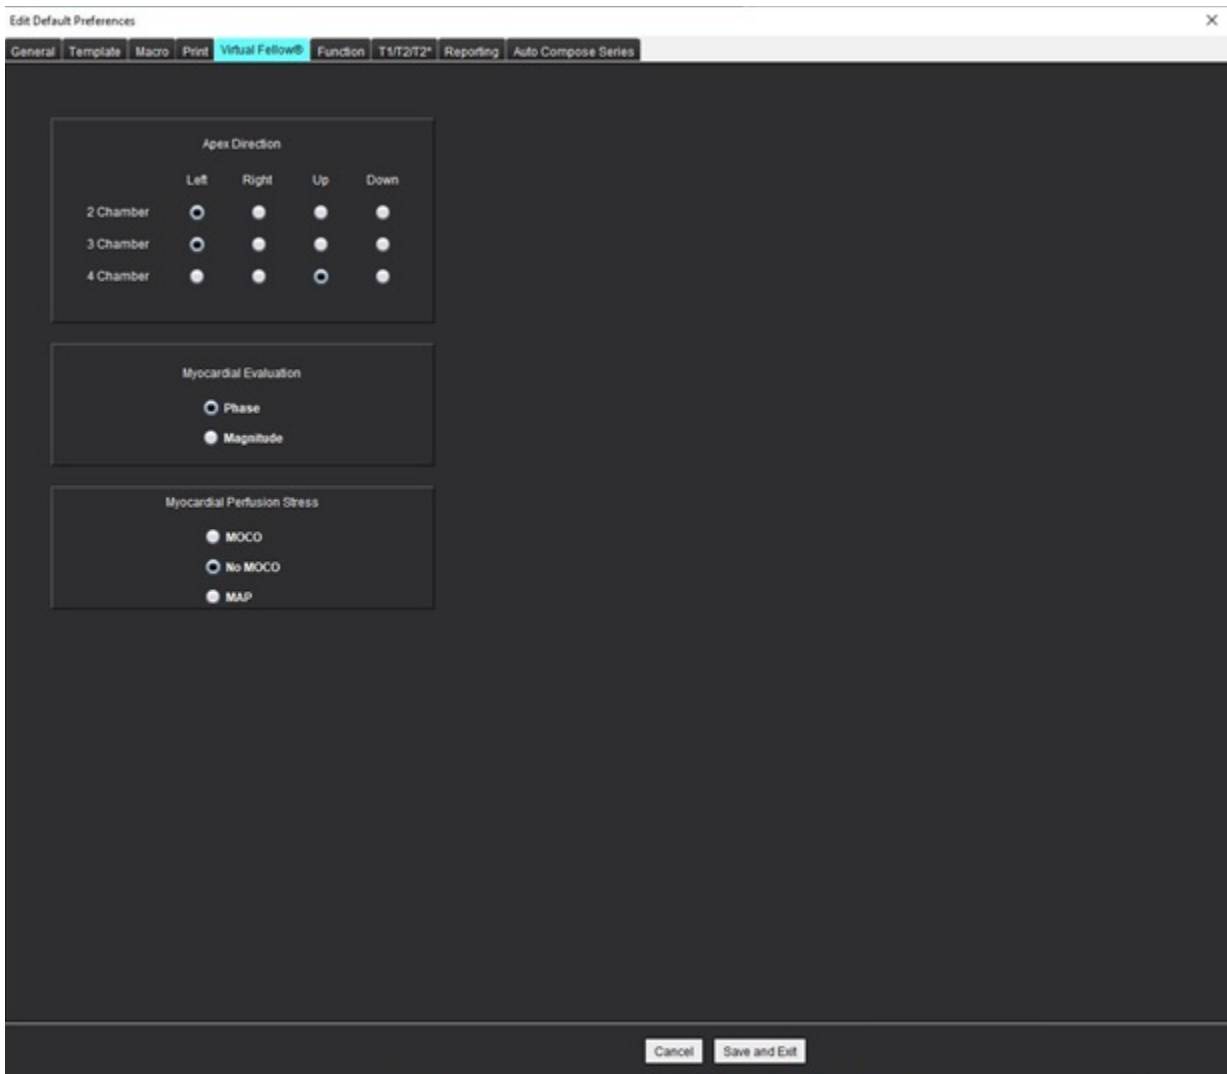 Edit Default Preferences
General Template Macro Print Virtual Fellow® Function T1/T2/T2* Reporting Auto Compose Series
Apex Direction
Left Right Up Down
2 Chamber
3 Chamber
4 Chamber
Myocardial Evaluation
Phase
Magnitude
Myocardial Perfusion Stress
MOCO
No MOCO
MAP
Cancel Save and Exit